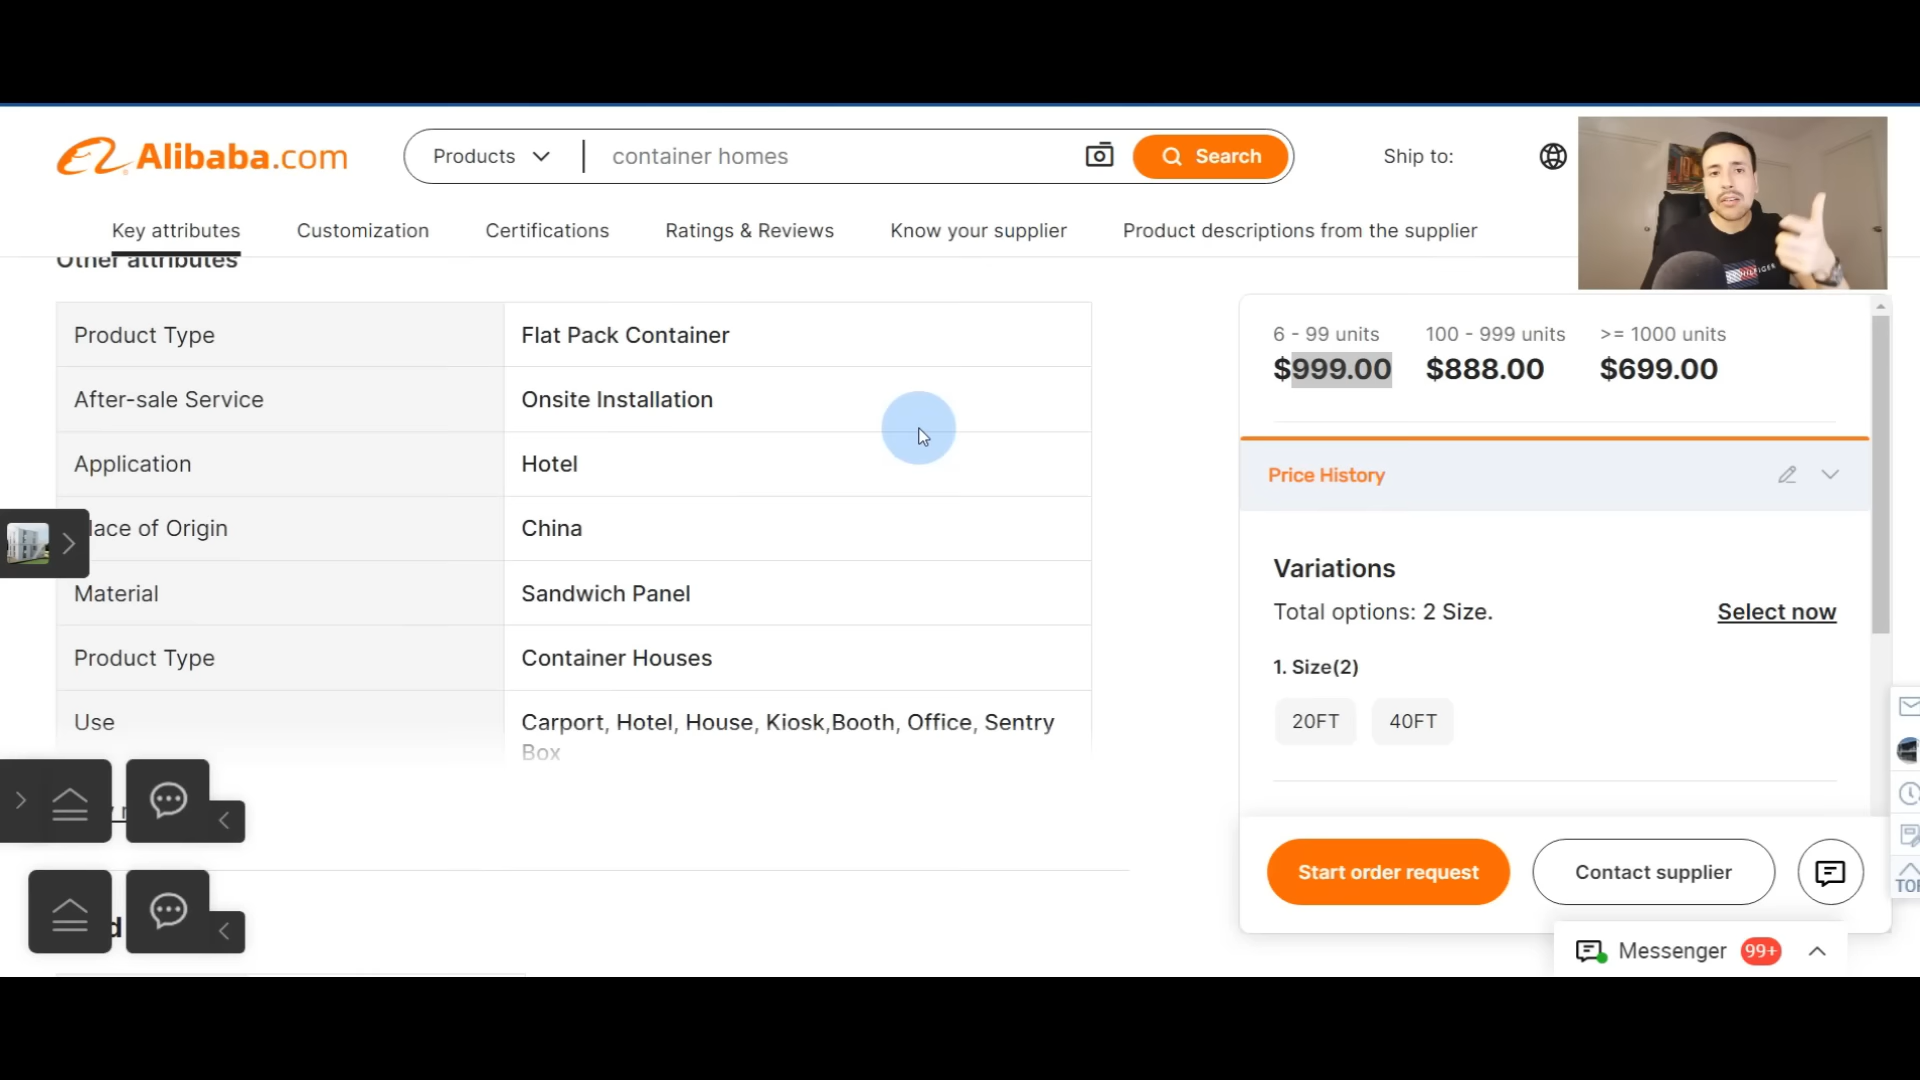 Alibaba.com
Products
container homes
Search
Ship to:
Key attributes
Customization
Certifications
Ratings & Reviews
Know your supplier
Product descriptions from the supplier
Other attributes
Product Type
Flat Pack Container
After-sale Service
Onsite Installation
Application
Hotel
lace of Origin
China
Material
Sandwich Panel
Product Type
Container Houses
Use
Carport, Hotel, House, Kiosk,Booth, Office, Sentry
Box
6 - 99 units
$999.00
100 - 999 units
$888.00
>= 1000 units
$699.00
Price History
Variations
Total options: 2 Size.
Select now
1. Size(2)
20FT
40FT
Start order request
Contact supplier
Messenger
99+
TOP